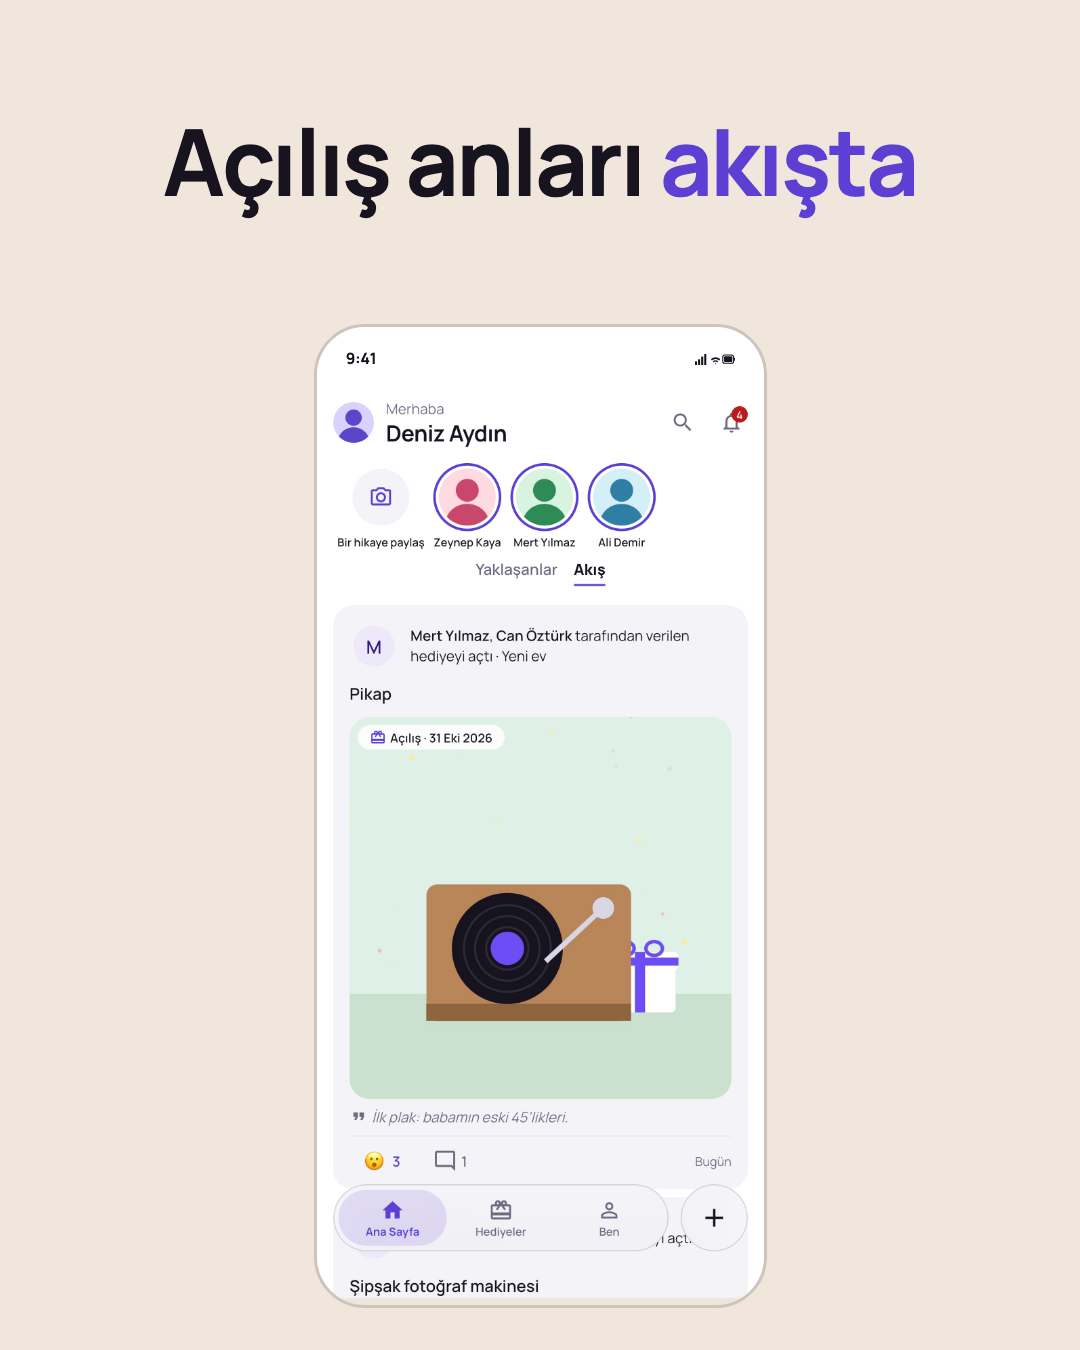 Açılış anları akışta
9:41
Merhaba
Deniz Aydın
4
Bir hikaye paylaş
Zeynep Kaya
Mert Yılmaz
Ali Demir
Yaklaşanlar
Akış
M
Mert Yılmaz, Can Öztürk tarafından verilen
hediyeyi açtı · Yeni ev
Pikap
Açılış · 31 Eki 2026
İlk plak: babamın eski 45’likleri.
3
1
Bugün
Ana Sayfa
Hediyeler
Ben
açtı
Şipşak fotoğraf makinesi